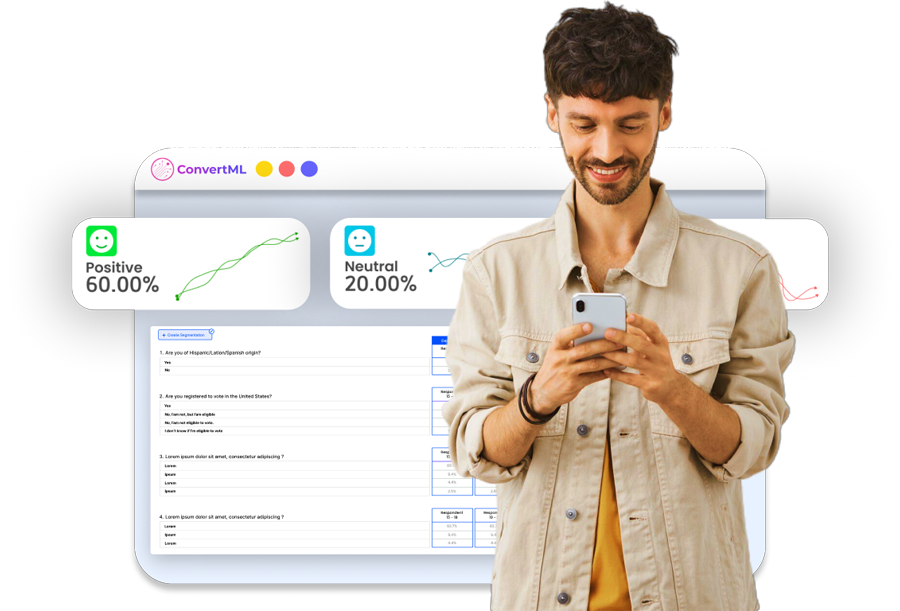 ConvertML
Positive
60.00%
Neutral
20.00%
+ Create Segmentation
1. Are you of Hispanic/Lation/Spanish origin?
Yes
No
2. Are you registered to vote in the United States?
Yes
No, I am not, but I am eligible
No, I am not eligible to vote.
I don't know if I'm eligible to vote
3. Lorem ipsum dolor sit amet, consectetur adipiscing ?
Lorem
Ipsum
Lorem
Ipsum
4. Lorem ipsum dolor sit amet, consectetur adipiscing ?
Respondent
Lorem
Ipsum
Lorem